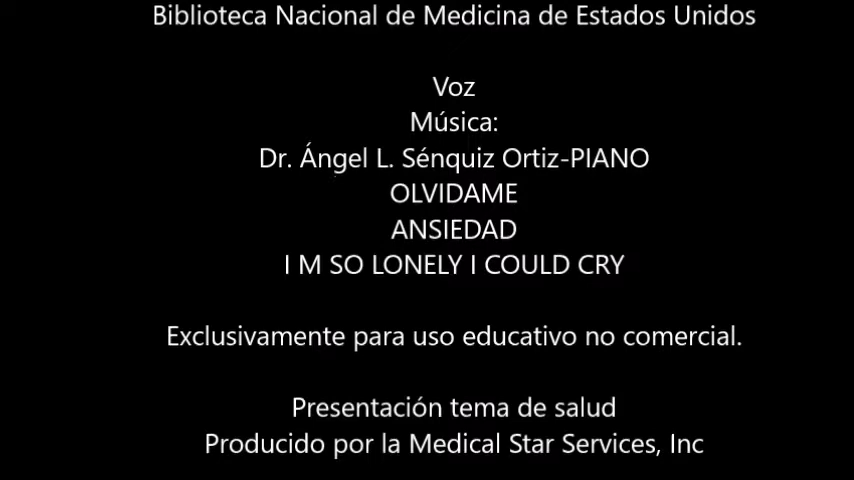 Biblioteca Nacional de Medicina de Estados Unidos
Voz
Música:
Dr. Ángel L. Sénquiz Ortiz-PIANO
OLVIDAME
ANSIEDAD
I M SO LONELY I COULD CRY
Exclusivamente para uso educativo no comercial.
Presentación tema de salud
Producido por la Medical Star Services, Inc